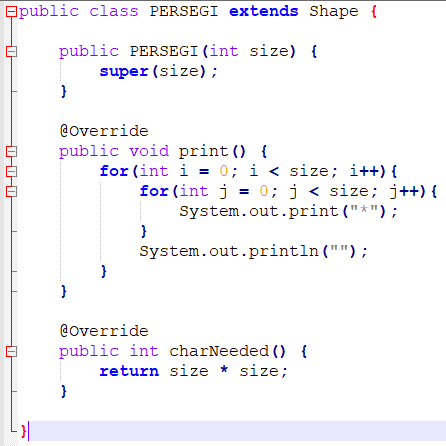 public class PERSEGI extends Shape {
    public PERSEGI(int size) {
        super(size);
    }
    @Override
    public void print() {
        for(int i = 0; i < size; i++){
            for(int j = 0; j < size; j++){
                System.out.print("*");
            }
            System.out.println("");
        }
    }
    @Override
    public int charNeeded() {
        return size * size;
    }
}